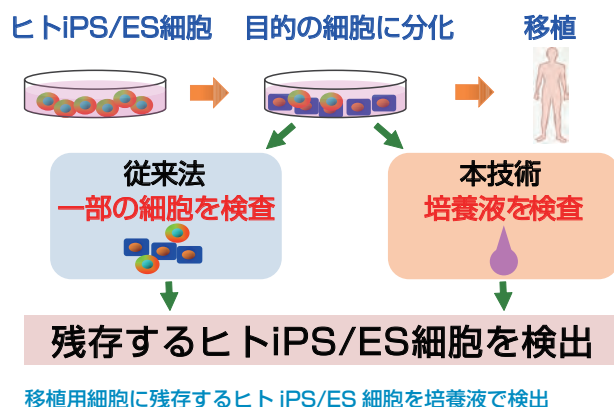 ヒトiPS/ES細胞
目的の細胞に分化
移植
従来法
一部の細胞を検査
本技術
培養液を検査
残存するヒトiPS/ES細胞を検出
移植用細胞に残存するヒト iPS/ES 細胞を培養液で検出